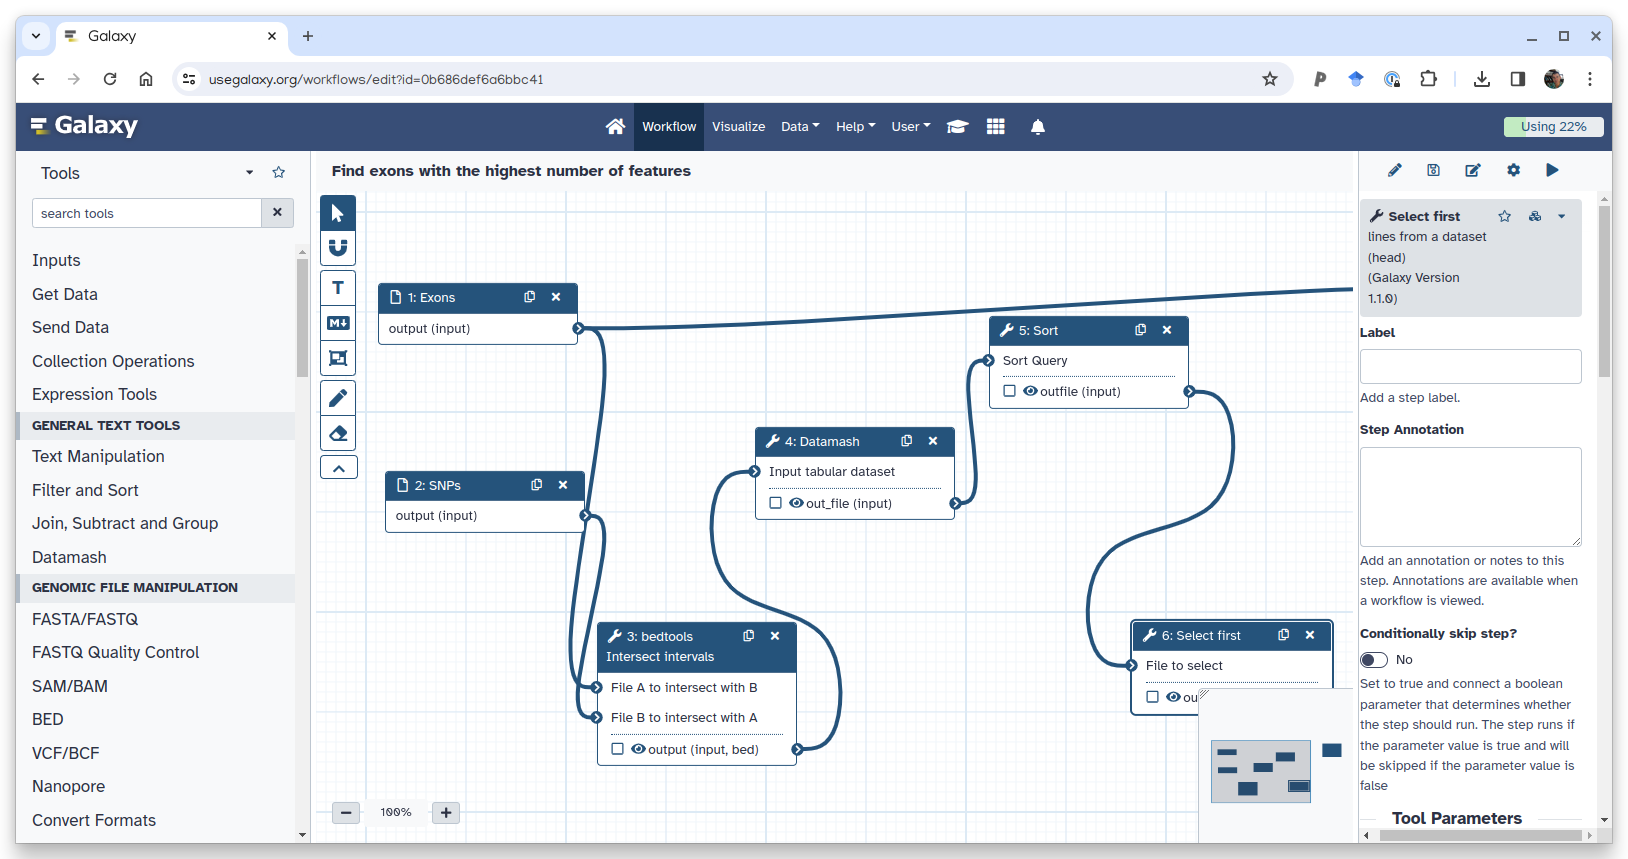 Galaxy
usegalaxy.org/workflows/edit?id=0b686def6a6bbc41
Galaxy
Workflow
Visualize
Data
Help
User
Using 22%
Tools
search tools
Inputs
Get Data
Send Data
Collection Operations
Expression Tools
GENERAL TEXT TOOLS
Text Manipulation
Filter and Sort
Join, Subtract and Group
Datamash
GENOMIC FILE MANIPULATION
FASTA/FASTQ
FASTQ Quality Control
SAM/BAM
BED
VCF/BCF
Nanopore
Convert Formats
Find exons with the highest number of features
T
M
1: Exons
output (input)
2: SNPs
output (input)
3: bedtools
Intersect intervals
File A to intersect with B
File B to intersect with A
output (input, bed)
4: Datamash
Input tabular dataset
out_file (input)
5: Sort
Sort Query
outfile (input)
6: Select first
File to select
ou
100%
Select first
lines from a dataset
(head)
(Galaxy Version
1.1.0)
Label
Add a step label.
Step Annotation
Add an annotation or notes to this
step. Annotations are available when
a workflow is viewed.
Conditionally skip step?
No
Set to true and connect a boolean
parameter that determines whether
the step should run. The step runs if
the parameter value is true and will
be skipped if the parameter value is
false
Tool Parameters